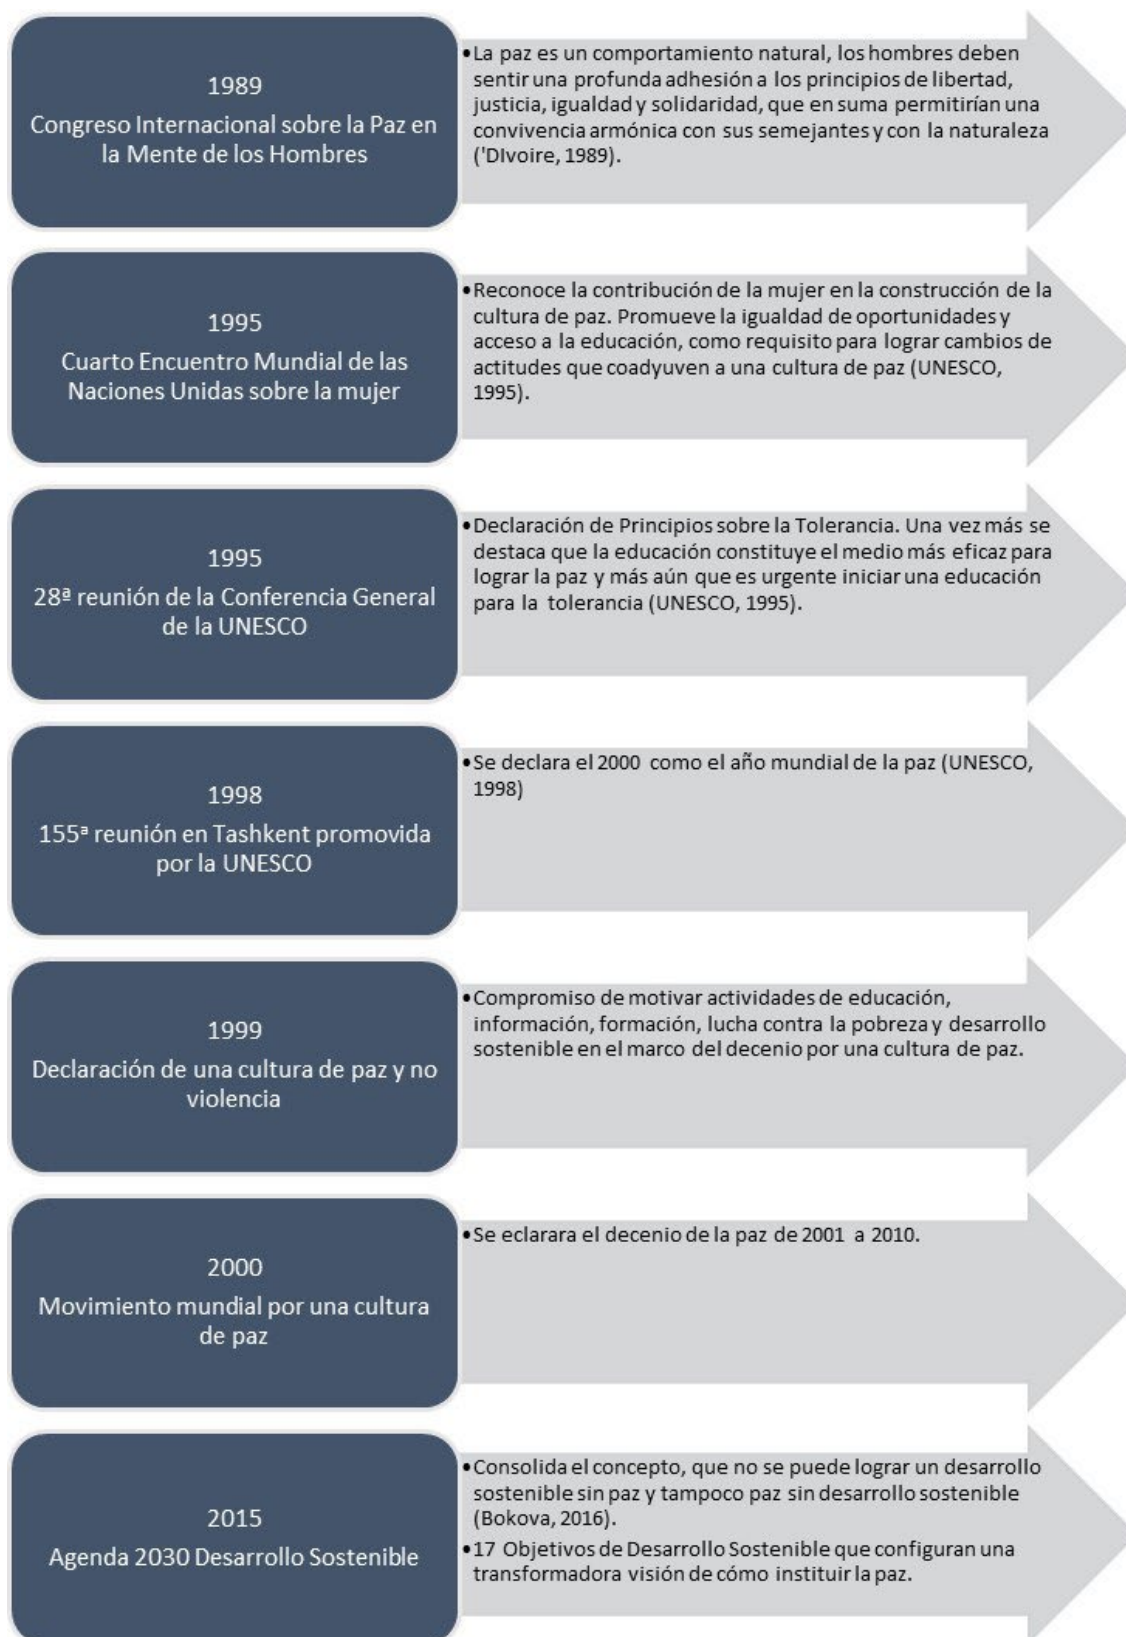 1989
Congreso Internacional sobre la Paz en
la Mente de los Hombres
•La paz es un comportamiento natural, los hombres deben
sentir una profunda adhesión a los principios de libertad,
justicia, igualdad y solidaridad, que en suma permitirían una
convivencia armónica con sus semejantes y con la naturaleza
('DIvoire, 1989).
1995
Cuarto Encuentro Mundial de las
Naciones Unidas sobre la mujer
•Reconoce la contribución de la mujer en la construcción de la
cultura de paz. Promueve la igualdad de oportunidades y
acceso a la educación, como requisito para lograr cambios de
actitudes que coadyuven a una cultura de paz (UNESCO,
1995).
1995
28ª reunión de la Conferencia General
de la UNESCO
•Declaración de Principios sobre la Tolerancia. Una vez más se
destaca que la educación constituye el medio más eficaz para
lograr la paz y más aún que es urgente iniciar una educación
para la tolerancia (UNESCO, 1995).
1998
155ª reunión en Tashkent promovida
por la UNESCO
•Se declara el 2000 como el año mundial de la paz (UNESCO,
1998)
1999
Declaración de una cultura de paz y no
violencia
•Compromiso de motivar actividades de educación,
información, formación, lucha contra la pobreza y desarrollo
sostenible en el marco del decenio por una cultura de paz.
2000
Movimiento mundial por una cultura
de paz
•Se eclarara el decenio de la paz de 2001 a 2010.
2015
Agenda 2030 Desarrollo Sostenible
•Consolida el concepto, que no se puede lograr un desarrollo
sostenible sin paz y tampoco paz sin desarrollo sostenible
(Bokova, 2016).
•17 Objetivos de Desarrollo Sostenible que configuran una
transformadora visión de cómo instituir la paz.